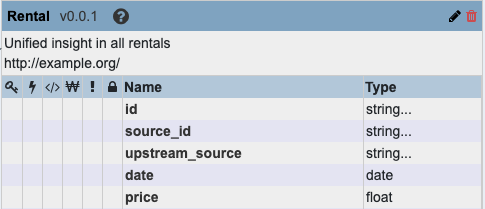 Rental v0.0.1 ?
Unified insight in all rentals
http://example.org/
</> ₩ ! Name Type
id string...
source_id string...
upstream_source string...
date date
price float